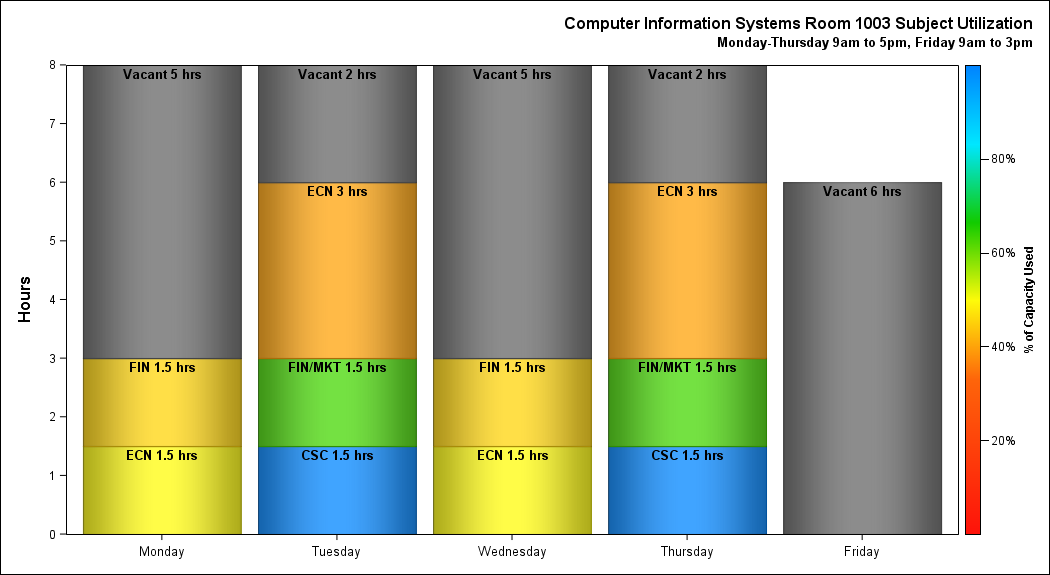 Computer Information Systems Room 1003 Subject Utilization
Monday-Thursday 9am to 5pm, Friday 9am to 3pm
8
7
6
5
4
3
2
1
0
Hours
Vacant 5 hrs
FIN 1.5 hrs
ECN 1.5 hrs
Vacant 2 hrs
ECN 3 hrs
FIN/MKT 1.5 hrs
CSC 1.5 hrs
Vacant 5 hrs
FIN 1.5 hrs
ECN 1.5 hrs
Vacant 2 hrs
ECN 3 hrs
FIN/MKT 1.5 hrs
CSC 1.5 hrs
Vacant 6 hrs
Monday
Tuesday
Wednesday
Thursday
Friday
80%
60%
40%
20%
% of Capacity Used